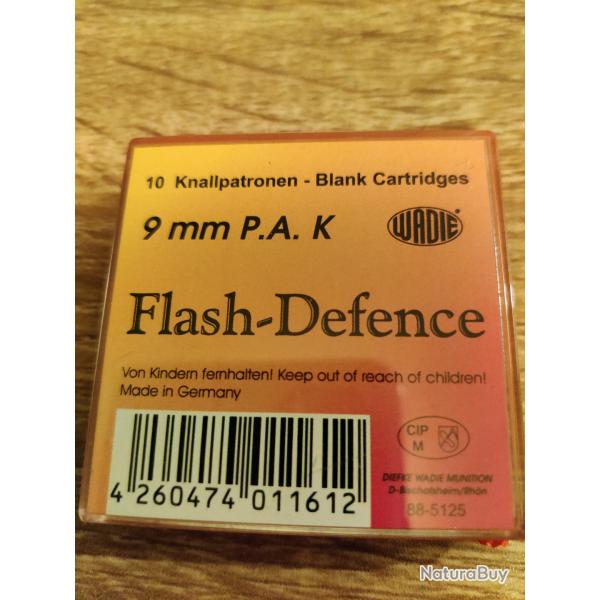 10 Knallpatronen - Blank Cartridges
9 mm P.A. K
WADIE
Flash-Defence
Von Kindern fernhalten! Keep out of reach of children!
Made in Germany
CIP
M
4 260474 011612
DIEFKE WADIE MUNITION
D-Bischofsheim/Rhön
88-5125
NaturaBuy